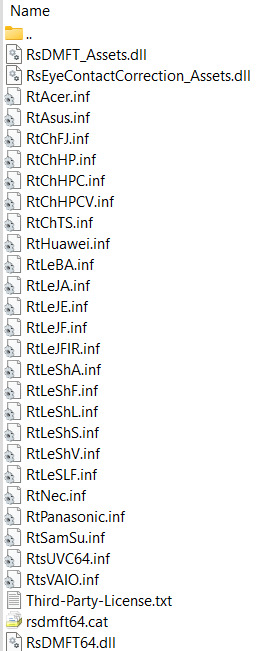 Name
..
RsDMFT_Assets.dll
RsEyeContactCorrection_Assets.dll
RtAcer.inf
RtAsus.inf
RtChFJ.inf
RtChHP.inf
RtChHPC.inf
RtChHPCV.inf
RtChTS.inf
RtHuawei.inf
RtLeBA.inf
RtLeJA.inf
RtLeJE.inf
RtLeJF.inf
RtLeJFIR.inf
RtLeShA.inf
RtLeShF.inf
RtLeShL.inf
RtLeShS.inf
RtLeShV.inf
RtLeSLF.inf
RtNec.inf
RtPanasonic.inf
RtSamSu.inf
RtsUVC64.inf
RtsVAIO.inf
Third-Party-License.txt
rsdmft64.cat
RsDMFT64.dll